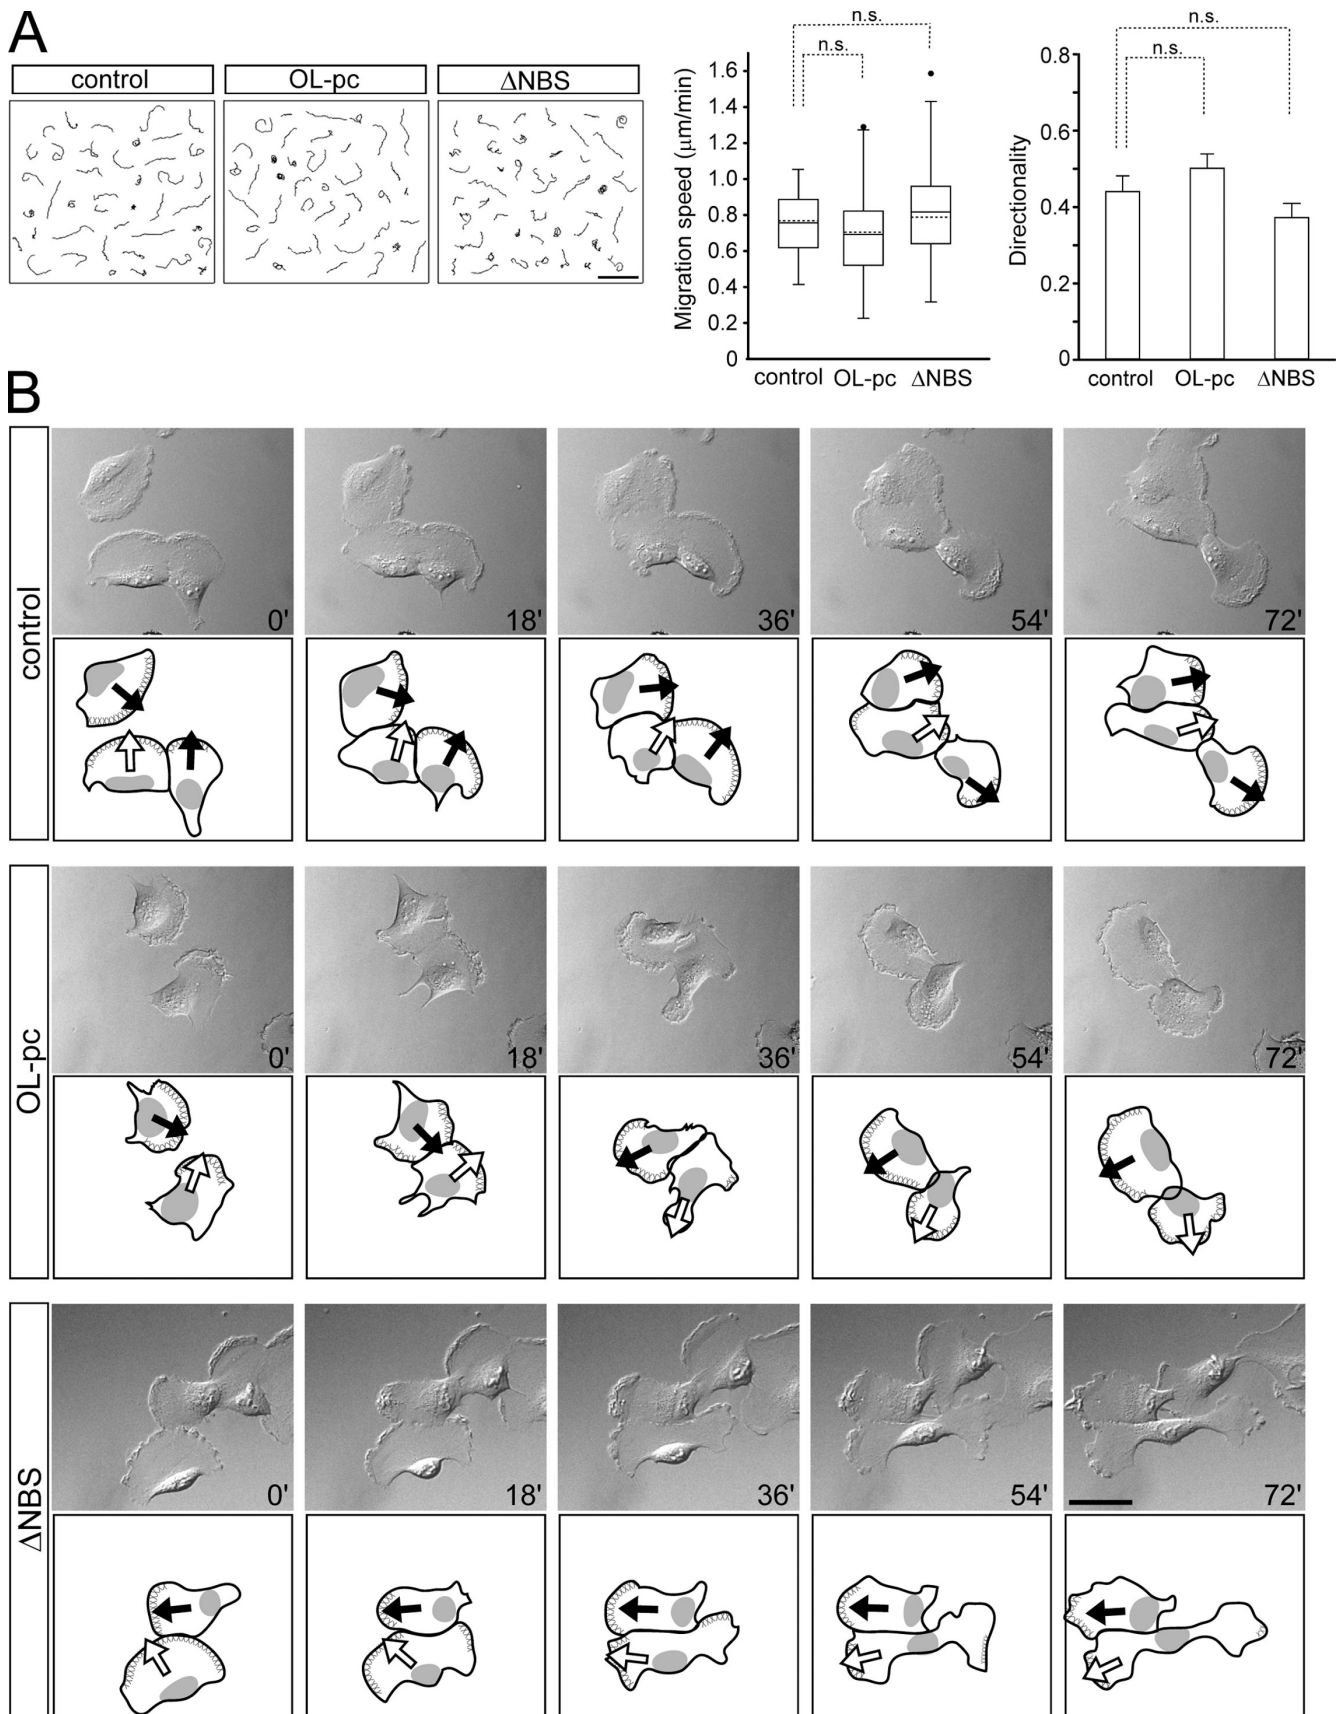 A
control OL-pc ΔNBS
Migration speed (μm/min)
1.6
1.4
1.2
1.0
0.8
0.6
0.4
0.2
0
n.s.
n.s.
control OL-pc ΔNBS
Directionality
0.8
0.6
0.4
0.2
0
n.s.
n.s.
control OL-pc ΔNBS
B
control
0' 18' 36' 54' 72'
OL-pc
0' 18' 36' 54' 72'
ΔNBS
0' 18' 36' 54' 72'